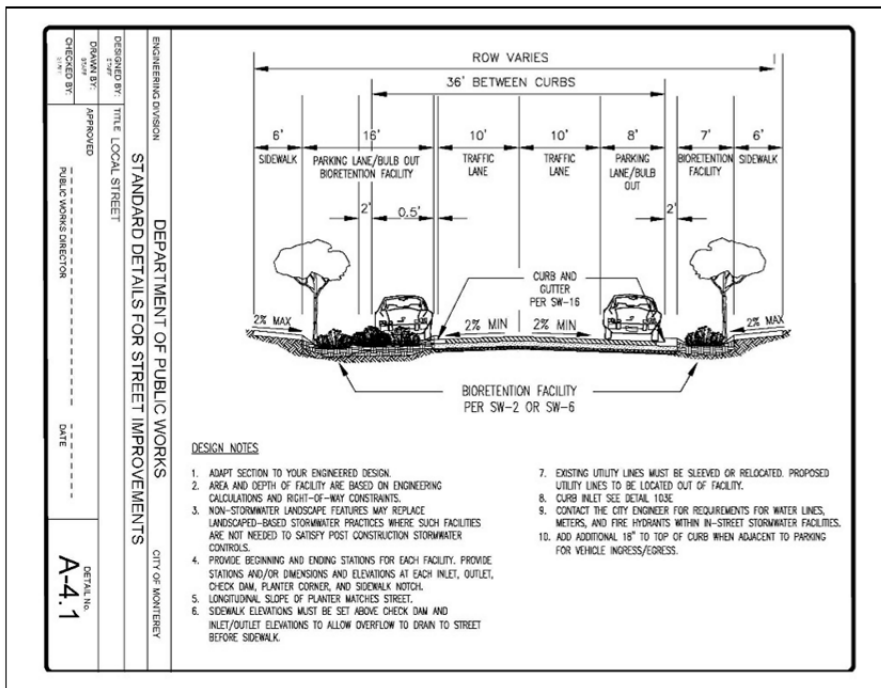 ROW VARIES
36' BETWEEN CURBS
6'
16'
10'
10'
8'
7'
6'
SIDEWALK
PARKING LANE/BULB OUT
BIORETENTION FACILITY
TRAFFIC
LANE
TRAFFIC
LANE
PARKING
LANE/BULB
OUT
BIORETENTION
FACILITY
SIDEWALK
2'
0.5'
2'
CURB AND
GUTTER
PER SW-16
2% MAX
2% MIN
2% MIN
2% MAX
BIORETENTION FACILITY
PER SW-2 OR SW-6
DESIGN NOTES
1. ADAPT SECTION TO YOUR ENGINEERED DESIGN.
2. AREA AND DEPTH OF FACILITY ARE BASED ON ENGINEERING
CALCULATIONS AND RIGHT-OF-WAY CONSTRAINTS.
3. NON-STORMWATER LANDSCAPE FEATURES MAY REPLACE
LANDSCAPED-BASED STORMWATER PRACTICES WHERE SUCH FACILITIES
ARE NOT NEEDED TO SATISFY POST CONSTRUCTION STORMWATER
CONTROLS.
4. PROVIDE BEGINNING AND ENDING STATIONS FOR EACH FACILITY. PROVIDE
STATIONS AND/OR DIMENSIONS AND ELEVATIONS AT EACH INLET, OUTLET,
CHECK DAM, PLANTER CORNER, AND SIDEWALK NOTCH.
5. LONGITUDINAL SLOPE OF PLANTER MATCHES STREET.
6. SIDEWALK ELEVATIONS MUST BE SET ABOVE CHECK DAM AND
INLET/OUTLET ELEVATIONS TO ALLOW OVERFLOW TO DRAIN TO STREET
BEFORE SIDEWALK.
7. EXISTING UTILITY LINES MUST BE SLEEVED OR RELOCATED. PROPOSED
UTILITY LINES TO BE LOCATED OUT OF FACILITY.
8. CURB INLET SEE DETAIL 103E
9. CONTACT THE CITY ENGINEER FOR REQUIREMENTS FOR WATER LINES,
METERS, AND FIRE HYDRANTS WITHIN IN-STREET STORMWATER FACILITIES.
10. ADD ADDITIONAL 18" TO TOP OF CURB WHEN ADJACENT TO PARKING
FOR VEHICLE INGRESS/EGRESS.
ENGINEERING DIVISION
DEPARTMENT OF PUBLIC WORKS
CITY OF MONTEREY
STANDARD DETAILS FOR STREET IMPROVEMENTS
DESIGNED BY:
STAFF
TITLE LOCAL STREET
DRAWN BY:
STAFF
CHECKED BY:
STAFF
APPROVED
PUBLIC WORKS DIRECTOR
DATE
DETAIL No.
A-4.1